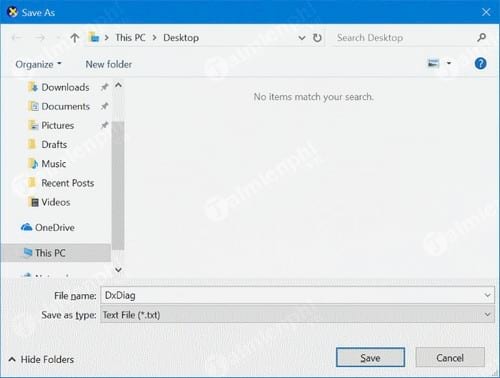 Save As
This PC > Desktop
Search Desktop
Organize
New folder
Downloads
Documents
Pictures
Drafts
Music
Recent Posts
Videos
OneDrive
This PC
No items match your search.
File name: DxDiag
Save as type: Text File (*.txt)
Hide Folders
Save
Cancel
Taimienphi